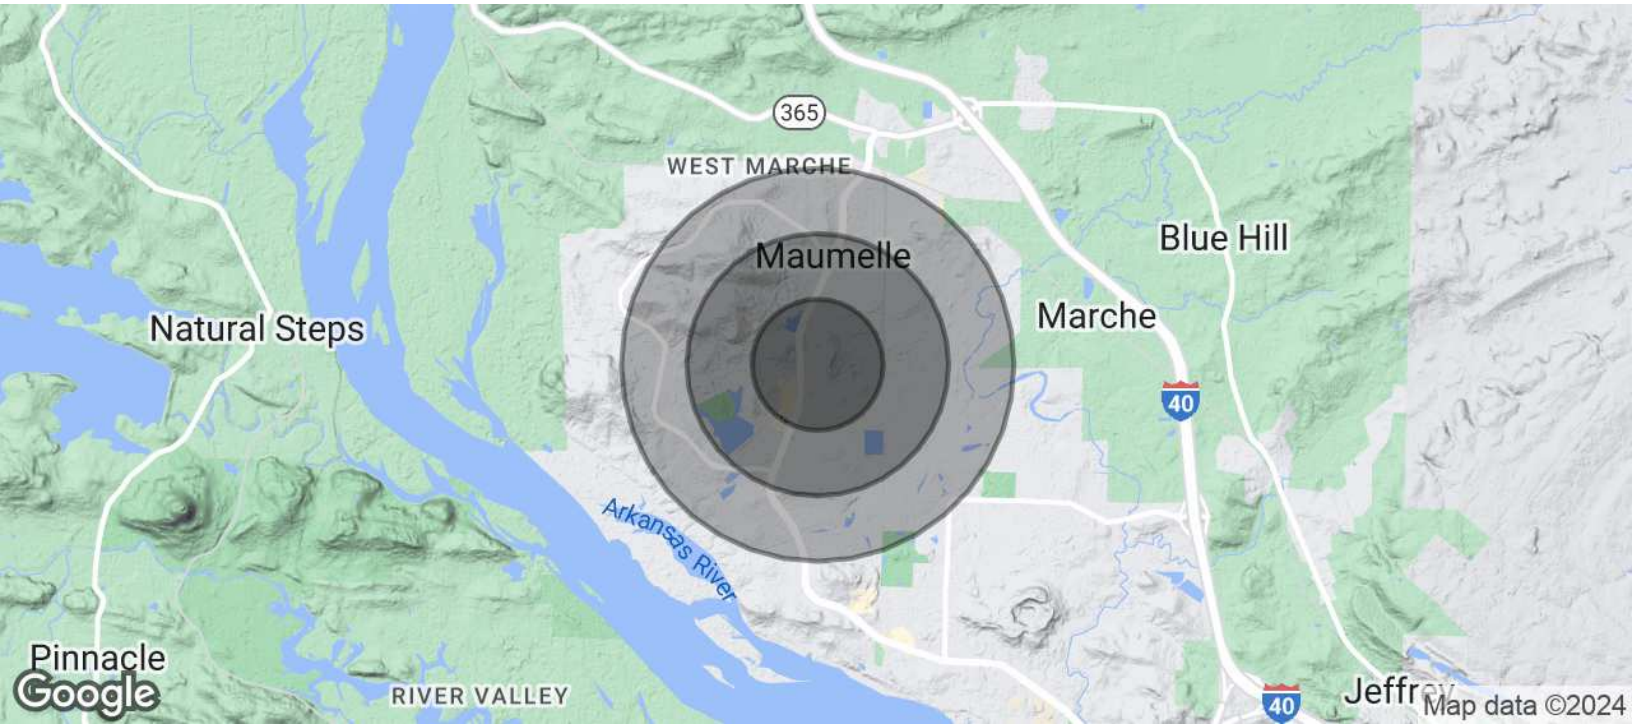 365
WEST MARCHE
Maumelle
Blue Hill
Marche
Natural Steps
40
Arkansas River
Pinnacle
Google
RIVER VALLEY
40
Map data ©2024